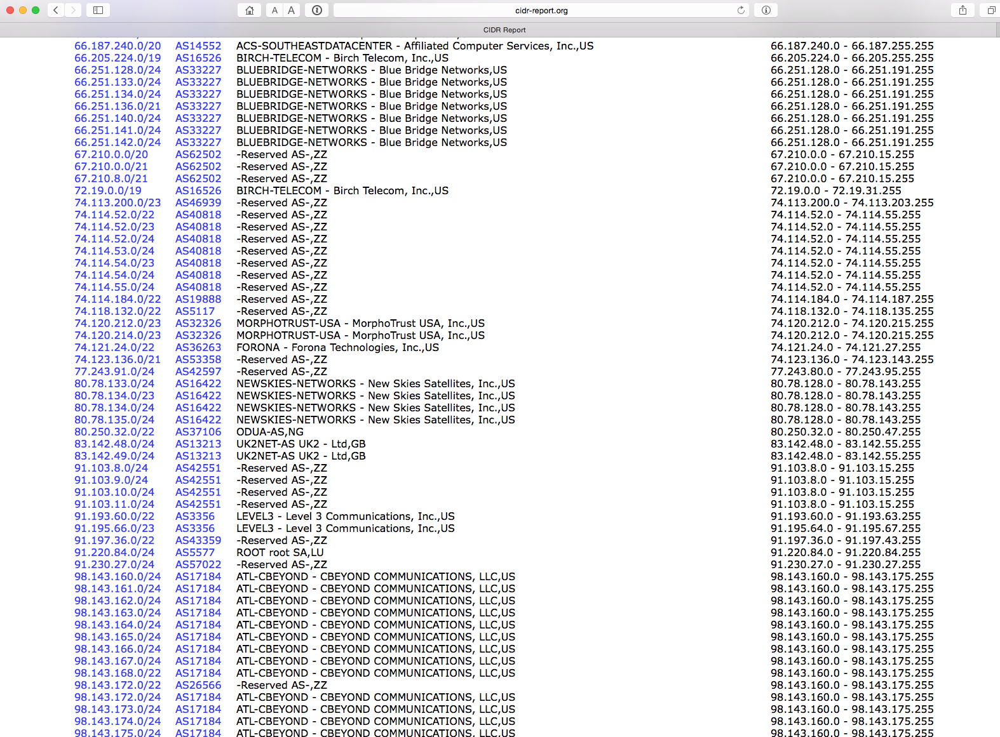 A A
cidr-report.org
CIDR Report
66.187.240.0/20 AS14552 ACS-SOUTHEASTDATACENTER - Affiliated Computer Services, Inc.,US 66.187.240.0 - 66.187.255.255
66.205.224.0/19 AS16526 BIRCH-TELECOM - Birch Telecom, Inc.,US 66.205.224.0 - 66.205.255.255
66.251.128.0/24 AS33227 BLUEBRIDGE-NETWORKS - Blue Bridge Networks,US 66.251.128.0 - 66.251.191.255
66.251.133.0/24 AS33227 BLUEBRIDGE-NETWORKS - Blue Bridge Networks,US 66.251.128.0 - 66.251.191.255
66.251.134.0/24 AS33227 BLUEBRIDGE-NETWORKS - Blue Bridge Networks,US 66.251.128.0 - 66.251.191.255
66.251.136.0/21 AS33227 BLUEBRIDGE-NETWORKS - Blue Bridge Networks,US 66.251.128.0 - 66.251.191.255
66.251.140.0/24 AS33227 BLUEBRIDGE-NETWORKS - Blue Bridge Networks,US 66.251.128.0 - 66.251.191.255
66.251.141.0/24 AS33227 BLUEBRIDGE-NETWORKS - Blue Bridge Networks,US 66.251.128.0 - 66.251.191.255
66.251.142.0/24 AS33227 BLUEBRIDGE-NETWORKS - Blue Bridge Networks,US 66.251.128.0 - 66.251.191.255
67.210.0.0/20 AS62502 -Reserved AS-,ZZ 67.210.0.0 - 67.210.15.255
67.210.0.0/21 AS62502 -Reserved AS-,ZZ 67.210.0.0 - 67.210.15.255
67.210.8.0/21 AS62502 -Reserved AS-,ZZ 67.210.0.0 - 67.210.15.255
72.19.0.0/19 AS16526 BIRCH-TELECOM - Birch Telecom, Inc.,US 72.19.0.0 - 72.19.31.255
74.113.200.0/23 AS46939 -Reserved AS-,ZZ 74.113.200.0 - 74.113.203.255
74.114.52.0/22 AS40818 -Reserved AS-,ZZ 74.114.52.0 - 74.114.55.255
74.114.52.0/23 AS40818 -Reserved AS-,ZZ 74.114.52.0 - 74.114.55.255
74.114.52.0/24 AS40818 -Reserved AS-,ZZ 74.114.52.0 - 74.114.55.255
74.114.53.0/24 AS40818 -Reserved AS-,ZZ 74.114.52.0 - 74.114.55.255
74.114.54.0/23 AS40818 -Reserved AS-,ZZ 74.114.52.0 - 74.114.55.255
74.114.54.0/24 AS40818 -Reserved AS-,ZZ 74.114.52.0 - 74.114.55.255
74.114.55.0/24 AS40818 -Reserved AS-,ZZ 74.114.52.0 - 74.114.55.255
74.114.184.0/22 AS19888 -Reserved AS-,ZZ 74.114.184.0 - 74.114.187.255
74.118.132.0/22 AS5117 -Reserved AS-,ZZ 74.118.132.0 - 74.118.135.255
74.120.212.0/23 AS32326 MORPHOTRUST-USA - MorphoTrust USA, Inc.,US 74.120.212.0 - 74.120.215.255
74.120.214.0/23 AS32326 MORPHOTRUST-USA - MorphoTrust USA, Inc.,US 74.120.212.0 - 74.120.215.255
74.121.24.0/22 AS36263 FORONA - Forona Technologies, Inc.,US 74.121.24.0 - 74.121.27.255
74.123.136.0/21 AS53358 -Reserved AS-,ZZ 74.123.136.0 - 74.123.143.255
77.243.91.0/24 AS42597 -Reserved AS-,ZZ 77.243.80.0 - 77.243.95.255
80.78.133.0/24 AS16422 NEWSKIES-NETWORKS - New Skies Satellites, Inc.,US 80.78.128.0 - 80.78.143.255
80.78.134.0/23 AS16422 NEWSKIES-NETWORKS - New Skies Satellites, Inc.,US 80.78.128.0 - 80.78.143.255
80.78.134.0/24 AS16422 NEWSKIES-NETWORKS - New Skies Satellites, Inc.,US 80.78.128.0 - 80.78.143.255
80.78.135.0/24 AS16422 NEWSKIES-NETWORKS - New Skies Satellites, Inc.,US 80.78.128.0 - 80.78.143.255
80.250.32.0/22 AS37106 ODUA-AS,NG 80.250.32.0 - 80.250.47.255
83.142.48.0/24 AS13213 UK2NET-AS UK2 - Ltd,GB 83.142.48.0 - 83.142.55.255
83.142.49.0/24 AS13213 UK2NET-AS UK2 - Ltd,GB 83.142.48.0 - 83.142.55.255
91.103.8.0/24 AS42551 -Reserved AS-,ZZ 91.103.8.0 - 91.103.15.255
91.103.9.0/24 AS42551 -Reserved AS-,ZZ 91.103.8.0 - 91.103.15.255
91.103.10.0/24 AS42551 -Reserved AS-,ZZ 91.103.8.0 - 91.103.15.255
91.103.11.0/24 AS42551 -Reserved AS-,ZZ 91.103.8.0 - 91.103.15.255
91.193.60.0/22 AS3356 LEVEL3 - Level 3 Communications, Inc.,US 91.193.60.0 - 91.193.63.255
91.195.66.0/23 AS3356 LEVEL3 - Level 3 Communications, Inc.,US 91.195.64.0 - 91.195.67.255
91.197.36.0/22 AS43359 -Reserved AS-,ZZ 91.197.36.0 - 91.197.43.255
91.220.84.0/24 AS5577 ROOT root SA,LU 91.220.84.0 - 91.220.84.255
91.230.27.0/24 AS57022 -Reserved AS-,ZZ 91.230.27.0 - 91.230.27.255
98.143.160.0/24 AS17184 ATL-CBEYOND - CBEYOND COMMUNICATIONS, LLC,US 98.143.160.0 - 98.143.175.255
98.143.161.0/24 AS17184 ATL-CBEYOND - CBEYOND COMMUNICATIONS, LLC,US 98.143.160.0 - 98.143.175.255
98.143.162.0/24 AS17184 ATL-CBEYOND - CBEYOND COMMUNICATIONS, LLC,US 98.143.160.0 - 98.143.175.255
98.143.163.0/24 AS17184 ATL-CBEYOND - CBEYOND COMMUNICATIONS, LLC,US 98.143.160.0 - 98.143.175.255
98.143.164.0/24 AS17184 ATL-CBEYOND - CBEYOND COMMUNICATIONS, LLC,US 98.143.160.0 - 98.143.175.255
98.143.165.0/24 AS17184 ATL-CBEYOND - CBEYOND COMMUNICATIONS, LLC,US 98.143.160.0 - 98.143.175.255
98.143.166.0/24 AS17184 ATL-CBEYOND - CBEYOND COMMUNICATIONS, LLC,US 98.143.160.0 - 98.143.175.255
98.143.167.0/24 AS17184 ATL-CBEYOND - CBEYOND COMMUNICATIONS, LLC,US 98.143.160.0 - 98.143.175.255
98.143.168.0/22 AS17184 ATL-CBEYOND - CBEYOND COMMUNICATIONS, LLC,US 98.143.160.0 - 98.143.175.255
98.143.172.0/22 AS26566 -Reserved AS-,ZZ 98.143.160.0 - 98.143.175.255
98.143.172.0/24 AS17184 ATL-CBEYOND - CBEYOND COMMUNICATIONS, LLC,US 98.143.160.0 - 98.143.175.255
98.143.173.0/24 AS17184 ATL-CBEYOND - CBEYOND COMMUNICATIONS, LLC,US 98.143.160.0 - 98.143.175.255
98.143.174.0/24 AS17184 ATL-CBEYOND - CBEYOND COMMUNICATIONS, LLC,US 98.143.160.0 - 98.143.175.255
98.143.175.0/24 AS17184 ATL-CBEYOND - CBEYOND COMMUNICATIONS, LLC,US 98.143.160.0 - 98.143.175.255